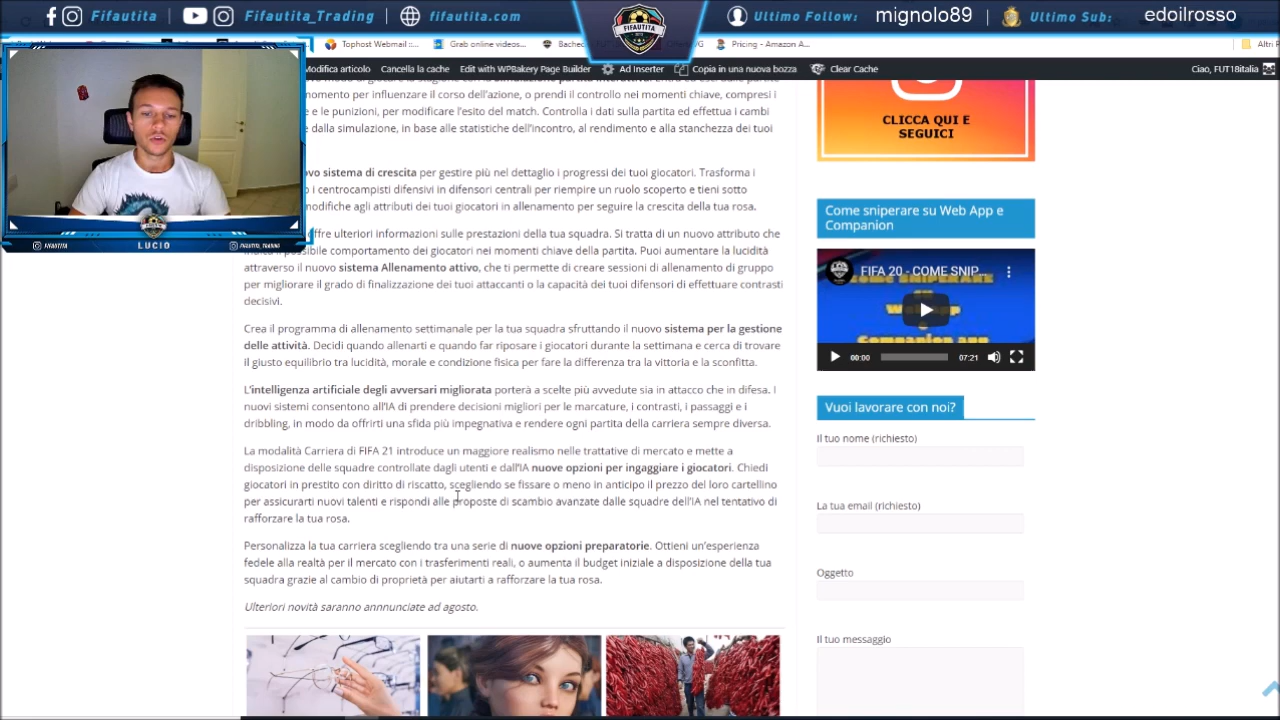 Fifautita
Fifautita_Trading
fifautita.com
FIFAUTITA
Ultimo Follow:
mignolo89
Ultimo Sub:
edoilrosso
Tophost Webmail ::...
Grab online videos...
Pricing - Amazon A...
Altri P
Modifica articolo
Cancella la cache
Edit with WPBakery Page Builder
Ad Inserter
Copia in una nuova bozza
Clear Cache
Ciao, FUT18italia
FIFAUTITA
LUCIO
FIFAUTITA_TRADING
momento per influenzare il corso dell'azione, o prendi il controllo nei momenti chiave, compresi i
e le punizioni, per modificare l'esito del match. Controlla i dati sulla partita ed effettua i cambi
dalla simulazione, in base alle statistiche dell'incontro, al rendimento e alla stanchezza dei tuoi
ovo sistema di crescita per gestire più nel dettaglio i progressi dei tuoi giocatori. Trasforma i
o i centrocampisti difensivi in difensori centrali per riempire un ruolo scoperto e tieni sotto
modifiche agli attributi dei tuoi giocatori in allenamento per seguire la crescita della tua rosa.
ffre ulteriori informazioni sulle prestazioni della tua squadra. Si tratta di un nuovo attributo che
indica il possibile comportamento dei giocatori nei momenti chiave della partita. Puoi aumentare la lucidità
attraverso il nuovo sistema Allenamento attivo, che ti permette di creare sessioni di allenamento di gruppo
per migliorare il grado di finalizzazione dei tuoi attaccanti o la capacità dei tuoi difensori di effettuare contrasti
decisivi.
Crea il programma di allenamento settimanale per la tua squadra sfruttando il nuovo sistema per la gestione
delle attività. Decidi quando allenarti e quando far riposare i giocatori durante la settimana e cerca di trovare
il giusto equilibrio tra lucidità, morale e condizione fisica per fare la differenza tra la vittoria e la sconfitta.
L'intelligenza artificiale degli avversari migliorata porterà a scelte più avvedute sia in attacco che in difesa. I
nuovi sistemi consentono all'IA di prendere decisioni migliori per le marcature, i contrasti, i passaggi e i
dribbling, in modo da offrirti una sfida più impegnativa e rendere ogni partita della carriera sempre diversa.
La modalità Carriera di FIFA 21 introduce un maggiore realismo nelle trattative di mercato e mette a
disposizione delle squadre controllate dagli utenti e dall'IA nuove opzioni per ingaggiare i giocatori. Chiedi
giocatori in prestito con diritto di riscatto, scegliendo se fissare o meno in anticipo il prezzo del loro cartellino
per assicurarti nuovi talenti e rispondi alle proposte di scambio avanzate dalle squadre dell'IA nel tentativo di
rafforzare la tua rosa.
Personalizza la tua carriera scegliendo tra una serie di nuove opzioni preparatorie. Ottieni un'esperienza
fedele alla realtà per il mercato con i trasferimenti reali, o aumenta il budget iniziale a disposizione della tua
squadra grazie al cambio di proprietà per aiutarti a rafforzare la tua rosa.
Ulteriori novità saranno annnunciate ad agosto.
CLICCA QUI E
SEGUICI
Come sniperare su Web App e
Companion
FIFA 20 - COME SNIP...
00:00
07:21
Vuoi lavorare con noi?
Il tuo nome (richiesto)
La tua email (richiesto)
Oggetto
Il tuo messaggio